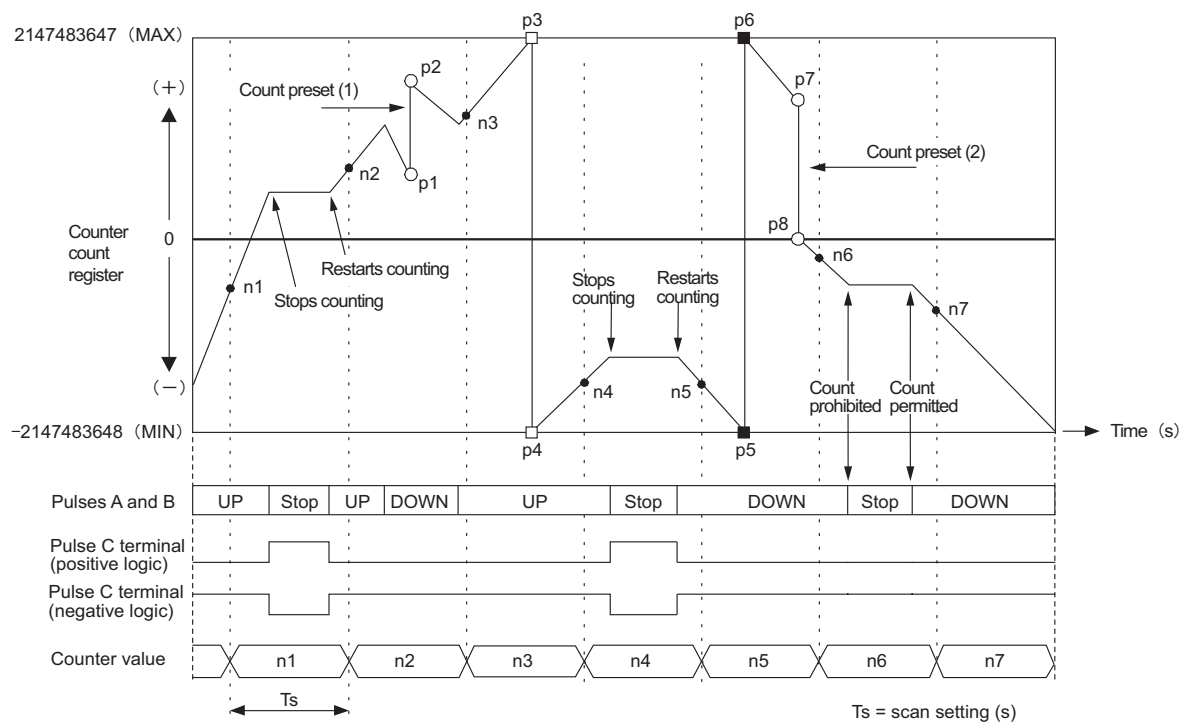 p3
p6
2147483647 (MAX)
p2
p7
(+)
Count preset (1)
n3
n2
p1
Count preset (2)
Counter
count
register
0
p8
n6
Restarts counting
n1
Stops counting
Stops
counting
Restarts
counting
n7
(−)
n4
n5
Count
prohibited
Count
permitted
−2147483648 (MIN)
p4
p5
Time (s)
Pulses A and B
UP
Stop
UP
DOWN
UP
Stop
DOWN
Stop
DOWN
Pulse C terminal
(positive logic)
Pulse C terminal
(negative logic)
Counter value
n1
n2
n3
n4
n5
n6
n7
Ts
Ts = scan setting (s)